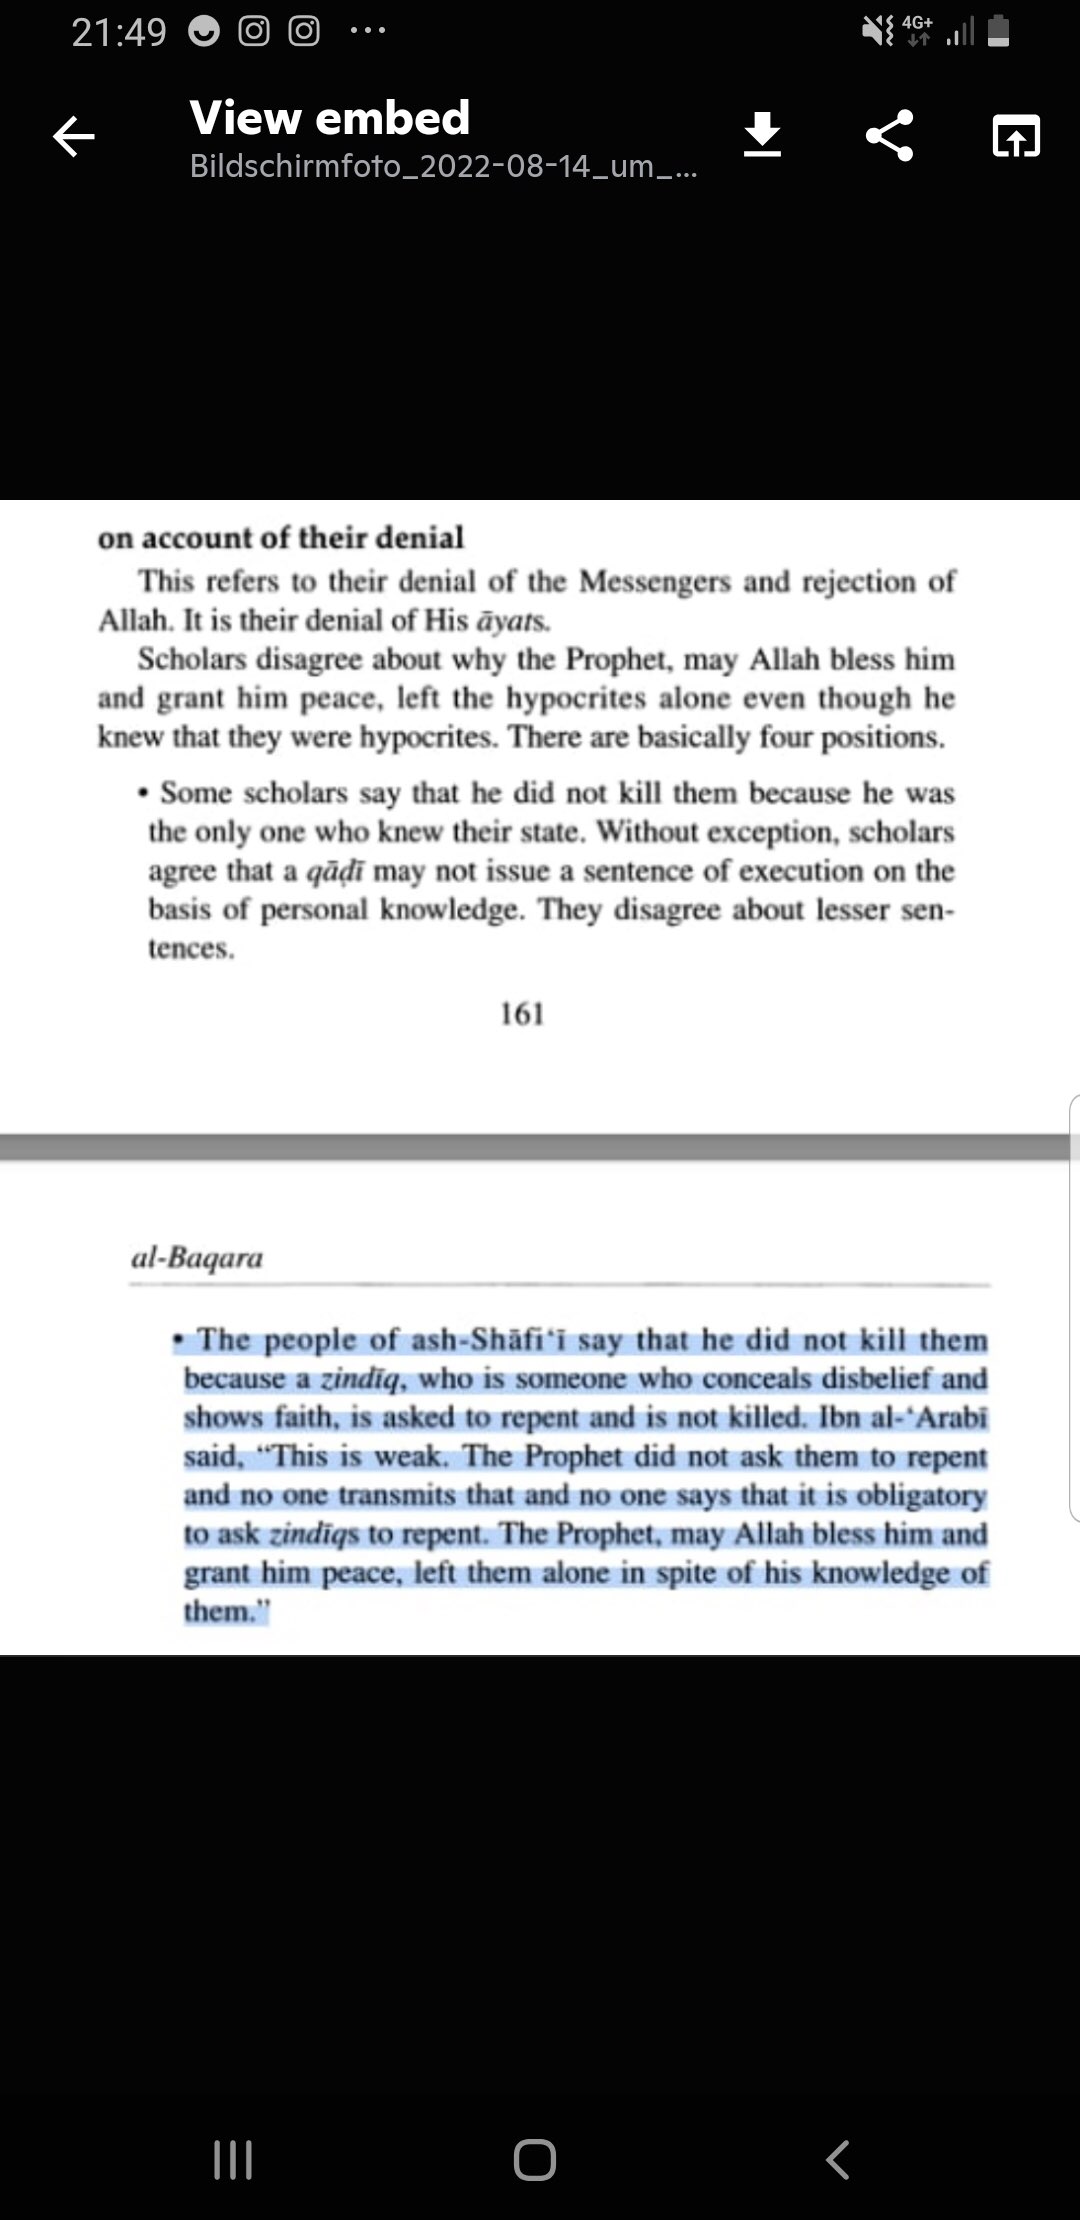 21:49 4G+
View embed
Bildschirmfoto_2022-08-14_um_...
on account of their denial
This refers to their denial of the Messengers and rejection of
Allah. It is their denial of His āyats.
Scholars disagree about why the Prophet, may Allah bless him
and grant him peace, left the hypocrites alone even though he
knew that they were hypocrites. There are basically four positions.
• Some scholars say that he did not kill them because he was
the only one who knew their state. Without exception, scholars
agree that a qāḍī may not issue a sentence of execution on the
basis of personal knowledge. They disagree about lesser sen-
tences.
161
al-Baqara
• The people of ash-Shāfiʻī say that he did not kill them
because a zindīq, who is someone who conceals disbelief and
shows faith, is asked to repent and is not killed. Ibn al-ʻArabī
said, “This is weak. The Prophet did not ask them to repent
and no one transmits that and no one says that it is obligatory
to ask zindīqs to repent. The Prophet, may Allah bless him and
grant him peace, left them alone in spite of his knowledge of
them.”